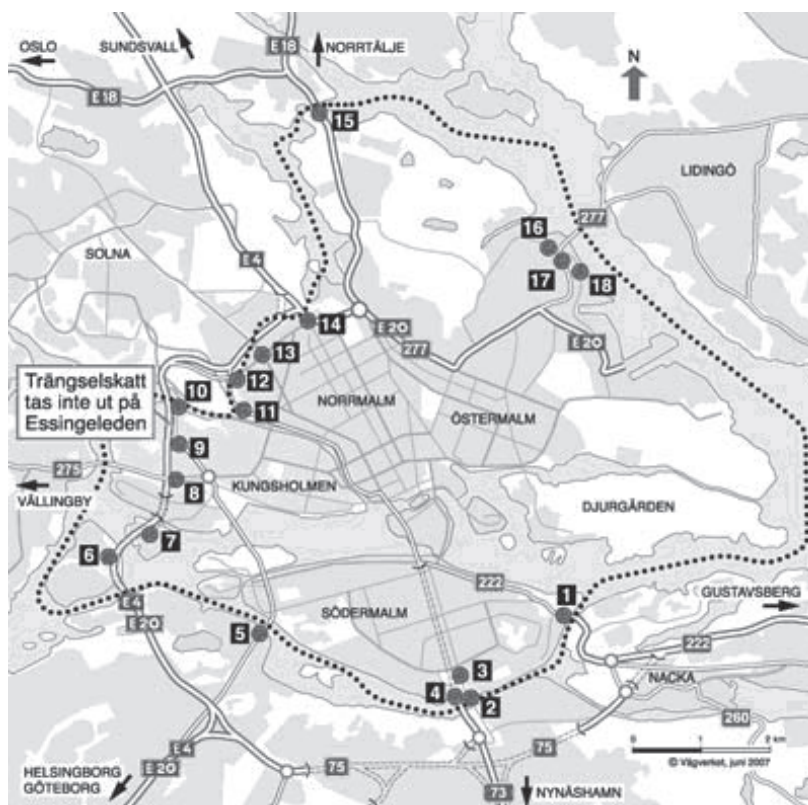 OSLO
SUNDSVALL
E18
NORRTÄLJE
N
E18
15
LIDINGÖ
277
16
SOLNA
E4
17
18
14
E20
13
277
E20
Trängselskatt
tas inte ut på
Essingeleden
10
12
11
NORRMALM
ÖSTERMALM
9
275
8
KUNGSHOLMEN
VÄLLINGBY
DJURGÅRDEN
7
6
222
1
GUSTAVSBERG
E4
E20
5
SÖDERMALM
222
3
NACKA
4
2
260
E4
75
0 1 2 km
© Vägverket, juni 2007
E20
75
HELSINGBORG
GÖTEBORG
73
NYNÄSHAMN